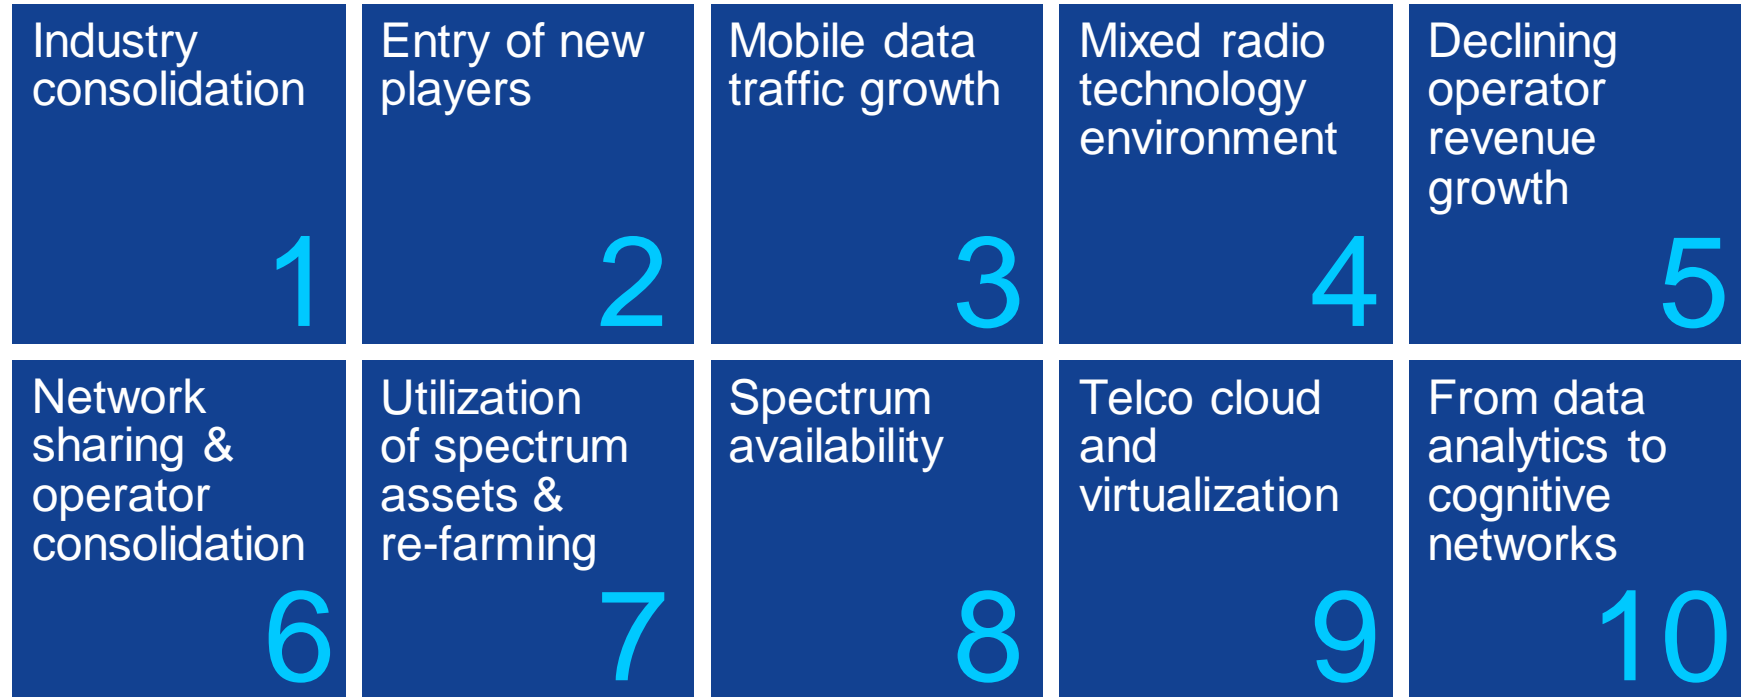 Industry
consolidation
1
Entry of new
players
2
Mobile data
traffic growth
3
Mixed radio
technology
environment
4
Declining
operator
revenue
growth
5
Network
sharing &
operator
consolidation
6
Utilization
of spectrum
assets &
re-farming
7
Spectrum
availability
8
Telco cloud
and
virtualization
9
From data
analytics to
cognitive
networks
10